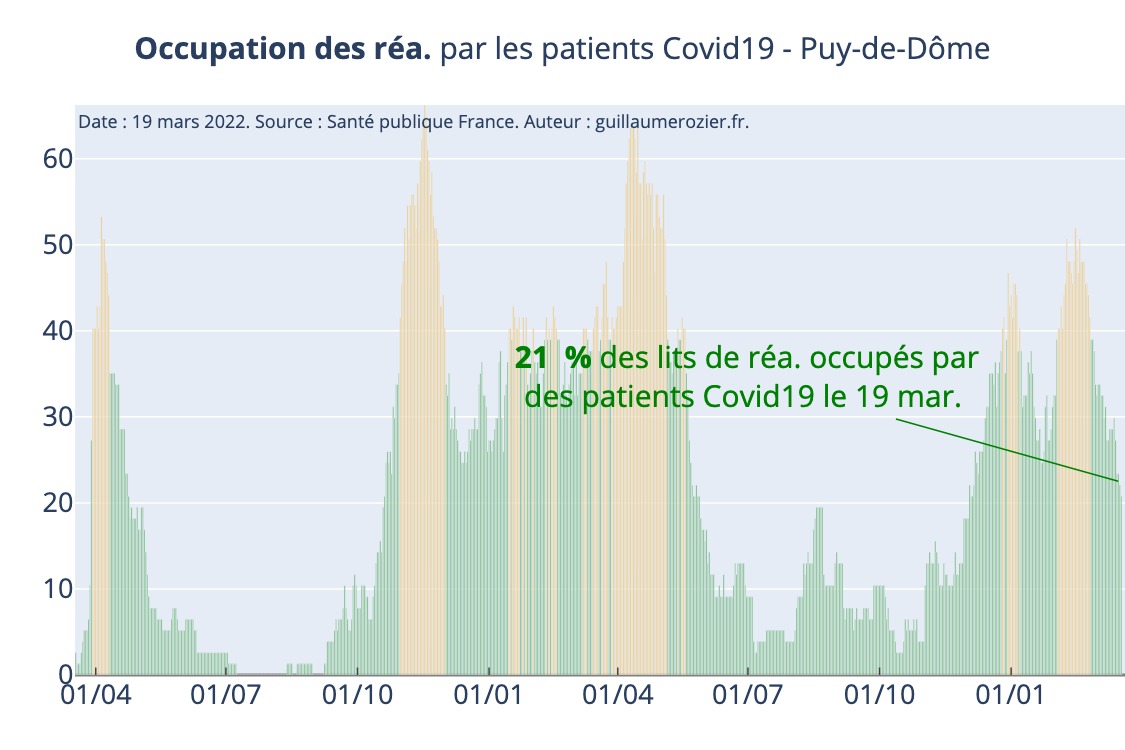 Occupation des réa. par les patients Covid19 - Puy-de-Dôme
Date : 19 mars 2022. Source : Santé publique France. Auteur : guillaumerozier.fr.
60
50
40
21 % des lits de réa. occupés par
des patients Covid19 le 19 mar.
30
20
10
0
01/04 01/07 01/10 01/01 01/04 01/07 01/10 01/01